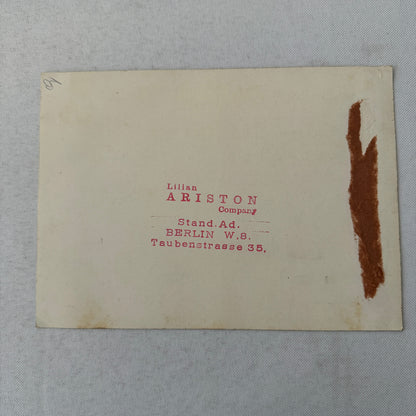 Lilian
ARISTON
Company
Stand. Ad.
BERLIN W. 8.
Taubenstrasse 35.